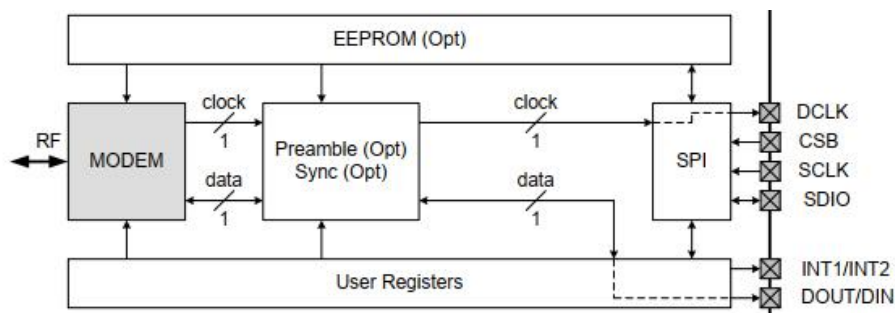 EEPROM (Opt)
clock
clock
DCLK
RF
1
1
CSB
MODEM
Preamble (Opt)
Sync (Opt)
SPI
SCLK
data
data
1
1
SDIO
User Registers
INT1/INT2
DOUT/DIN